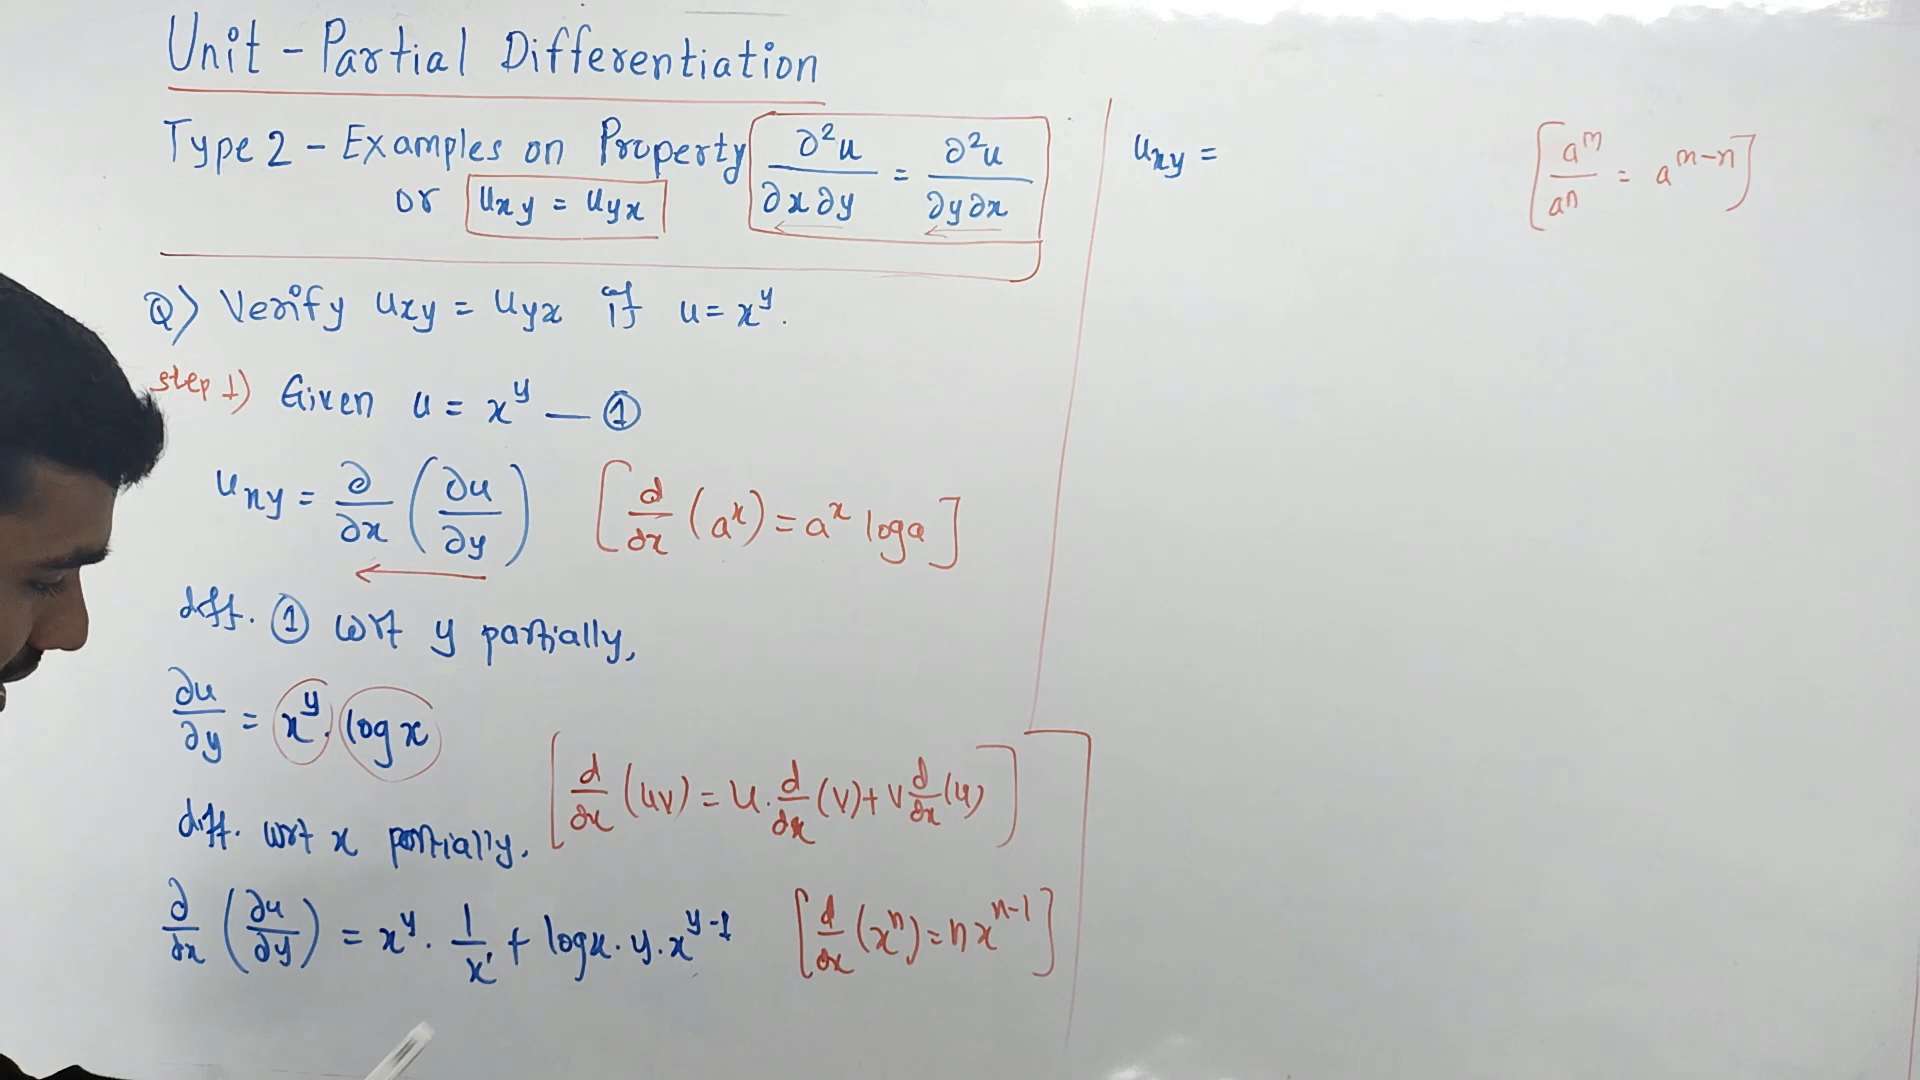 Unit - Partial Differentiation
Type 2 - Examples on Property ∂²u/∂x∂y = ∂²u/∂y∂x
or uxy = uyx
Q) Verify uxy = uyx if u = x^y.
step 1) Given u = x^y — ①
uxy = ∂/∂x (∂u/∂y) [d/dx (a^x) = a^x log a]
diff. ① wrt y partially,
∂u/∂y = x^y . log x
[d/dx (uv) = u . d/dx (v) + v d/dx (u)]
diff. wrt x partially.
∂/∂x (∂u/∂y) = x^y . 1/x' + log x . y . x^(y-1) [d/dx (x^n) = n x^(n-1)]
uxy = [a^m/a^n = a^(m-n)]